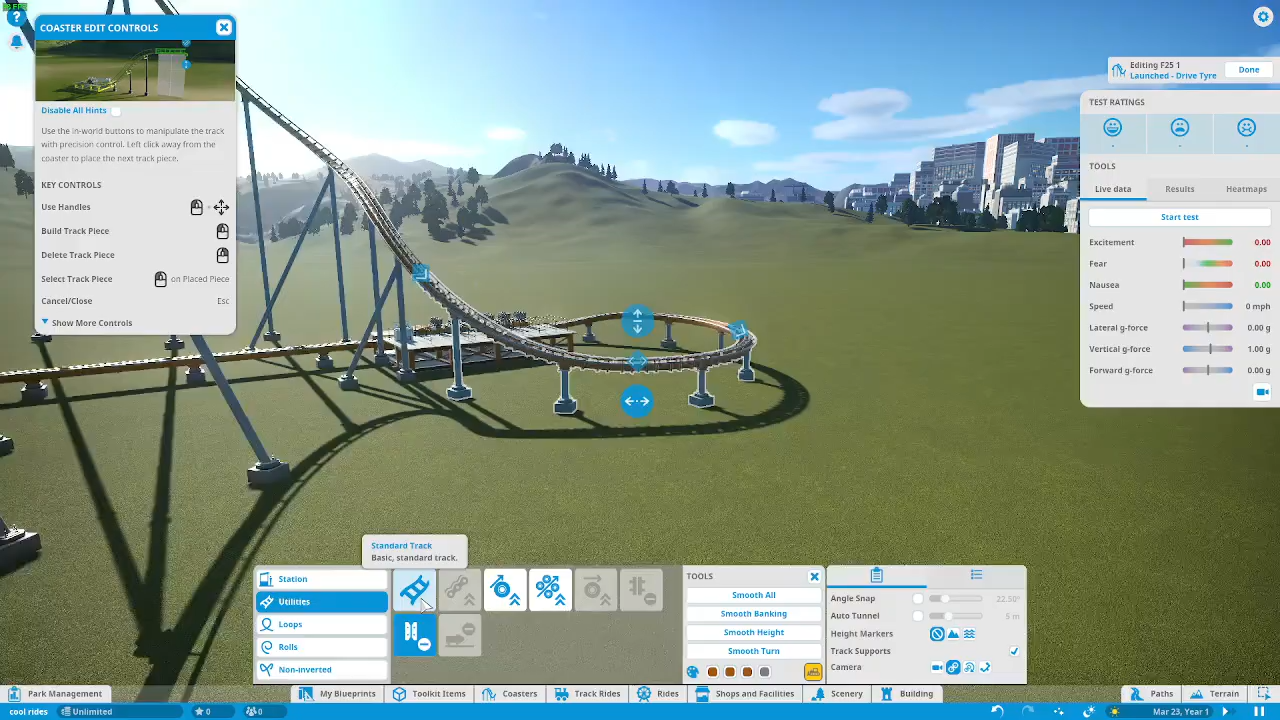 COASTER EDIT CONTROLS
Disable All Hints
Use the in-world buttons to manipulate the track
with precision control. Left click away from the
coaster to place the next track piece.
KEY CONTROLS
Use Handles
Build Track Piece
Delete Track Piece
Select Track Piece on Placed Piece
Cancel/Close Esc
Show More Controls
Editing F25 1
Launched - Drive Tyre
Done
TEST RATINGS
- - -
TOOLS
Live data Results Heatmaps
Start test
Excitement 0.00
Fear 0.00
Nausea 0.00
Speed 0 mph
Lateral g-force 0.00 g
Vertical g-force 1.00 g
Forward g-force 0.00 g
Standard Track
Basic, standard track.
Station
Utilities
Loops
Rolls
Non-inverted
TOOLS
Smooth All
Smooth Banking
Smooth Height
Smooth Turn
Angle Snap 22.50°
Auto Tunnel 5 m
Height Markers
Track Supports
Camera
Park Management My Blueprints Toolkit Items Coasters Track Rides Rides Shops and Facilities Scenery Building Paths Terrain
cool rides Unlimited 0 0 Mar 23, Year 1